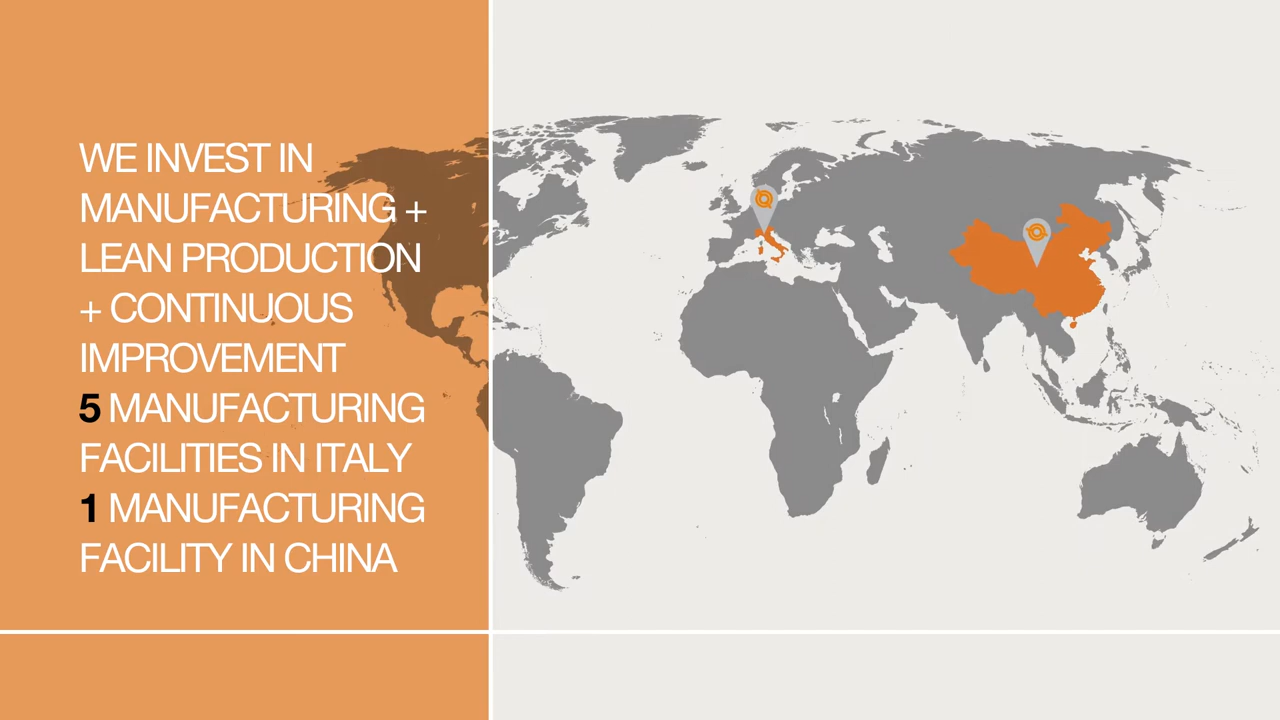 WE INVEST IN
MANUFACTURING +
LEAN PRODUCTION
+ CONTINUOUS
IMPROVEMENT
5 MANUFACTURING
FACILITIES IN ITALY
1 MANUFACTURING
FACILITY IN CHINA